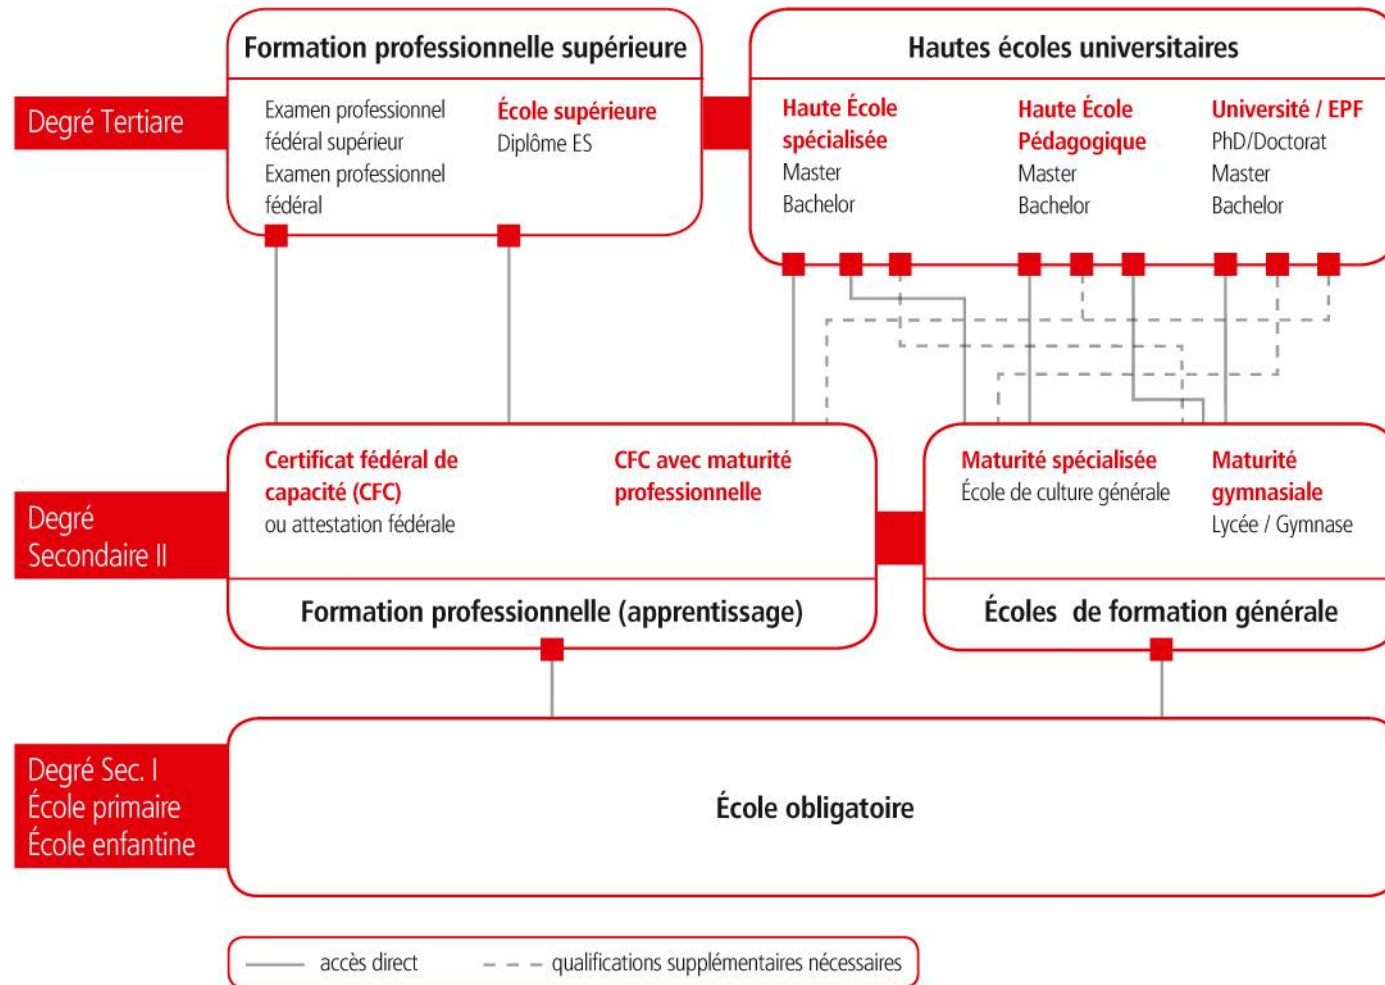 Formation professionnelle supérieure
Hautes écoles universitaires
Degré Tertiare
Examen professionnel
fédéral supérieur
Examen professionnel
fédéral
École supérieure
Diplôme ES
Haute École
spécialisée
Master
Bachelor
Haute École
Pédagogique
Master
Bachelor
Université / EPF
PhD/Doctorat
Master
Bachelor
Degré
Secondaire II
Certificat fédéral de
capacité (CFC)
ou attestation fédérale
CFC avec maturité
professionnelle
Maturité spécialisée
École de culture générale
Maturité
gymnasiale
Lycée / Gymnase
Formation professionnelle (apprentissage)
Écoles de formation générale
Degré Sec. I
École primaire
École enfantine
École obligatoire
accès direct
qualifications supplémentaires nécessaires